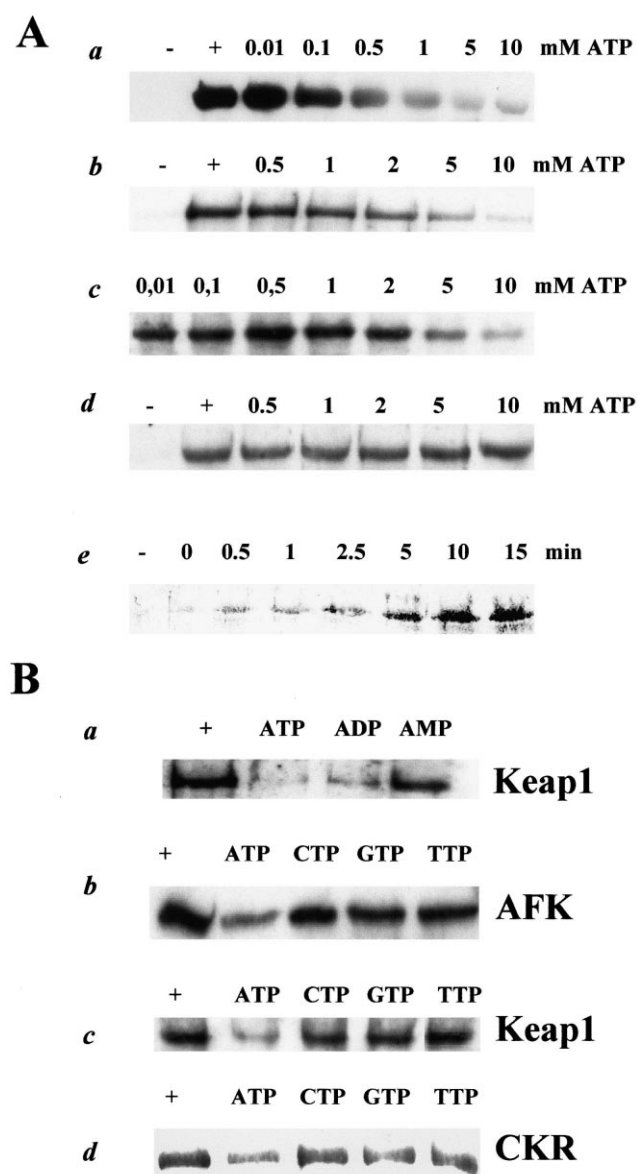 A
a - + 0.01 0.1 0.5 1 5 10 mM ATP
b - + 0.5 1 2 5 10 mM ATP
c 0,01 0,1 0,5 1 2 5 10 mM ATP
d - + 0.5 1 2 5 10 mM ATP
e - 0 0.5 1 2.5 5 10 15 min
B
a + ATP ADP AMP
Keap1
+ ATP CTP GTP TTP
b AFK
+ ATP CTP GTP TTP
c Keap1
+ ATP CTP GTP TTP
d CKR